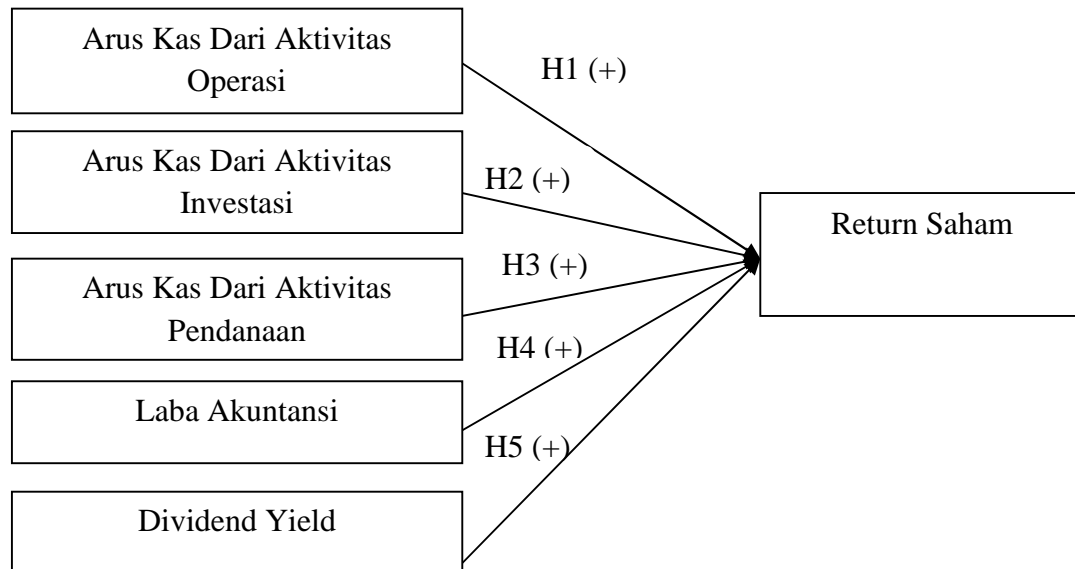 Arus Kas Dari Aktivitas
Operasi
H1 (+)
Arus Kas Dari Aktivitas
Investasi
H2 (+)
Return Saham
Arus Kas Dari Aktivitas
Pendanaan
H3 (+)
H4 (+)
Laba Akuntansi
H5 (+)
Dividend Yield